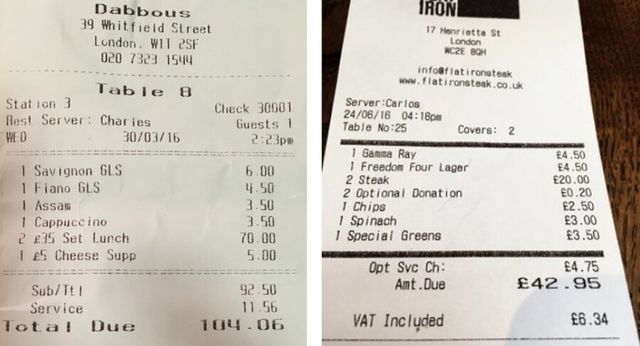 Dabbous
39 Whitfield Street
London, W1T 2SF
020 7323 1544
Table 8
Station 3 Check 30001
Rest Server: Charles Guests 1
WED 30/03/16 2:23pm
1 Savignon GLS 6.00
1 Fiano GLS 4.50
1 Assam 3.50
1 Cappuccino 3.50
2 £35 Set Lunch 70.00
1 £5 Cheese Supp 5.00
Sub/Ttl 92.50
Service 11.56
Total Due 104.06
IRON
17 Henrietta St
London
WC2E 8QH
info@flatironsteak
www.flatironsteak.co.uk
Server:Carlos
24/06/16 04:18pm
Table No:25 Covers: 2
1 Gamma Ray £4.50
1 Freedom Four Lager £4.50
2 Steak £20.00
2 Optional Donation £0.20
1 Chips £2.50
1 Spinach £3.00
1 Special Greens £3.50
Opt Svc Ch: £4.75
Amt.Due £42.95
VAT Included £6.34